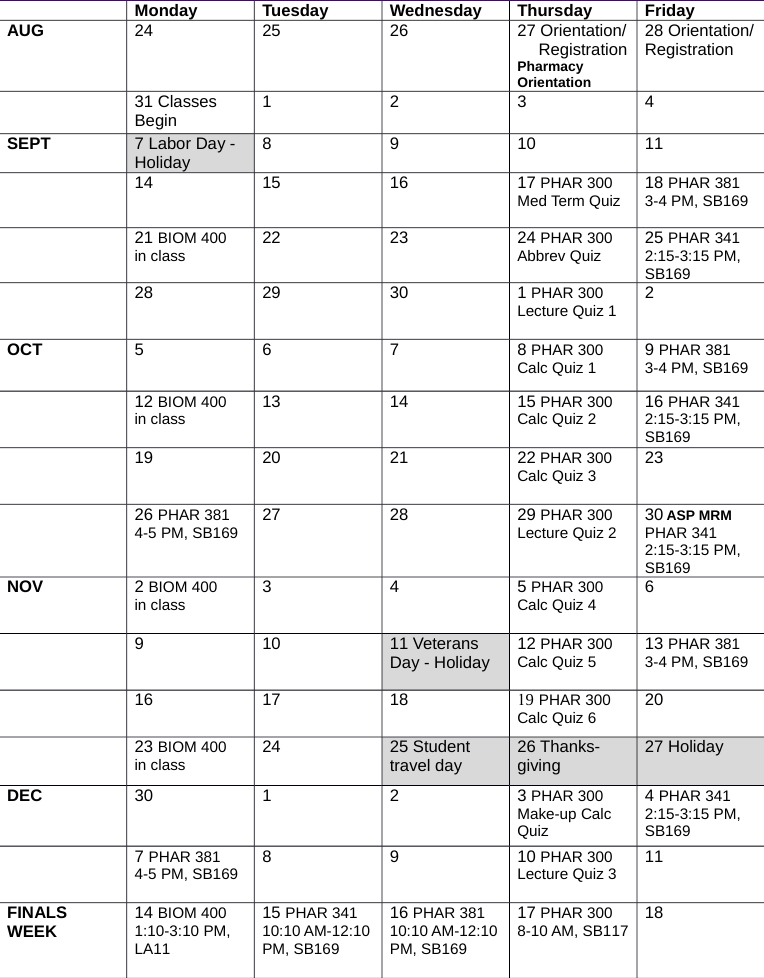 Monday Tuesday Wednesday Thursday Friday
AUG 24 25 26 27 Orientation/ 28 Orientation/
Registration Registration
Pharmacy
Orientation
31 Classes 1 2 3 4
Begin
SEPT 7 Labor Day - 8 9 10 11
Holiday
14 15 16 17 PHAR 300 18 PHAR 381
Med Term Quiz 3-4 PM, SB169
21 BIOM 400 22 23 24 PHAR 300 25 PHAR 341
in class Abbrev Quiz 2:15-3:15 PM,
SB169
28 29 30 1 PHAR 300 2
Lecture Quiz 1
OCT 5 6 7 8 PHAR 300 9 PHAR 381
Calc Quiz 1 3-4 PM, SB169
12 BIOM 400 13 14 15 PHAR 300 16 PHAR 341
in class Calc Quiz 2 2:15-3:15 PM,
SB169
19 20 21 22 PHAR 300 23
Calc Quiz 3
26 PHAR 381 27 28 29 PHAR 300 30 ASP MRM
4-5 PM, SB169 Lecture Quiz 2 PHAR 341
2:15-3:15 PM,
SB169
NOV 2 BIOM 400 3 4 5 PHAR 300 6
in class Calc Quiz 4
9 10 11 Veterans 12 PHAR 300 13 PHAR 381
Day - Holiday Calc Quiz 5 3-4 PM, SB169
16 17 18 19 PHAR 300 20
Calc Quiz 6
23 BIOM 400 24 25 Student 26 Thanks- 27 Holiday
in class travel day giving
DEC 30 1 2 3 PHAR 300 4 PHAR 341
Make-up Calc 2:15-3:15 PM,
Quiz SB169
7 PHAR 381 8 9 10 PHAR 300 11
4-5 PM, SB169 Lecture Quiz 3
FINALS 14 BIOM 400 15 PHAR 341 16 PHAR 381 17 PHAR 300 18
WEEK 1:10-3:10 PM, 10:10 AM-12:10 10:10 AM-12:10 8-10 AM, SB117
LA11 PM, SB169 PM, SB169